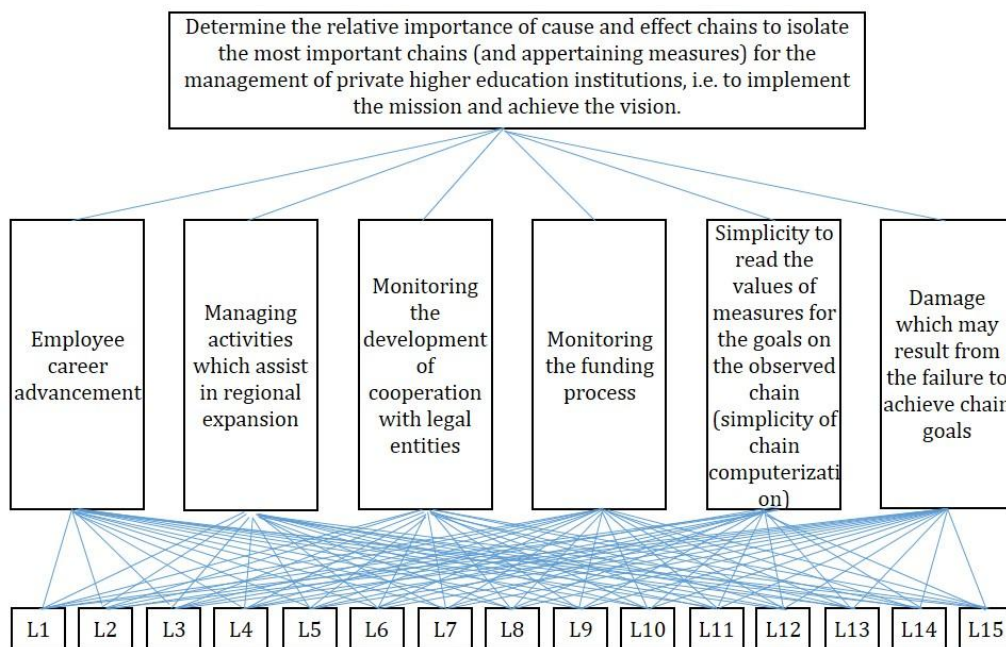 Determine the relative importance of cause and effect chains to isolate
the most important chains (and appertaining measures) for the
management of private higher education institutions, i.e. to implement
the mission and achieve the vision.
Employee
career
advancement
Managing
activities
which assist in
regional
expansion
Monitoring
the
development
of
cooperation
with legal
entities
Monitoring
the funding
process
Simplicity to
read the
values of
measures for
the goals on
the observed
chain
(simplicity of
chain
computerizati
on)
Damage
which may
result from
the failure to
achieve chain
goals
L1 L2 L3 L4 L5 L6 L7 L8 L9 L10 L11 L12 L13 L14 L15